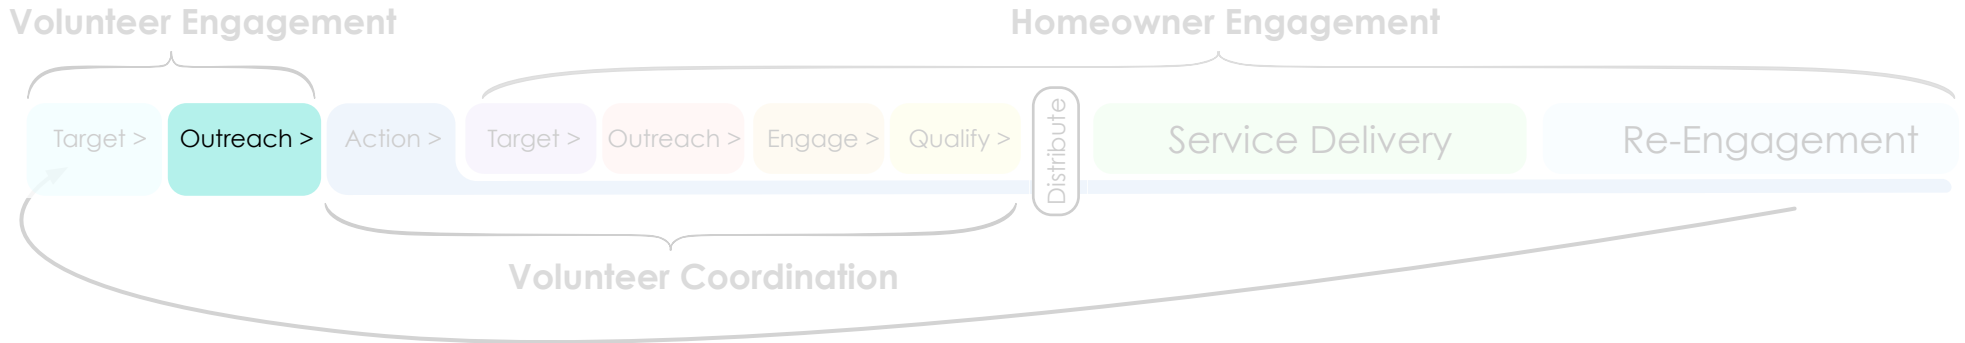 Volunteer Engagement
Homeowner Engagement
Target >
Outreach >
Action >
Target >
Outreach >
Engage >
Qualify >
Distribute
Service Delivery
Re-Engagement
Volunteer Coordination